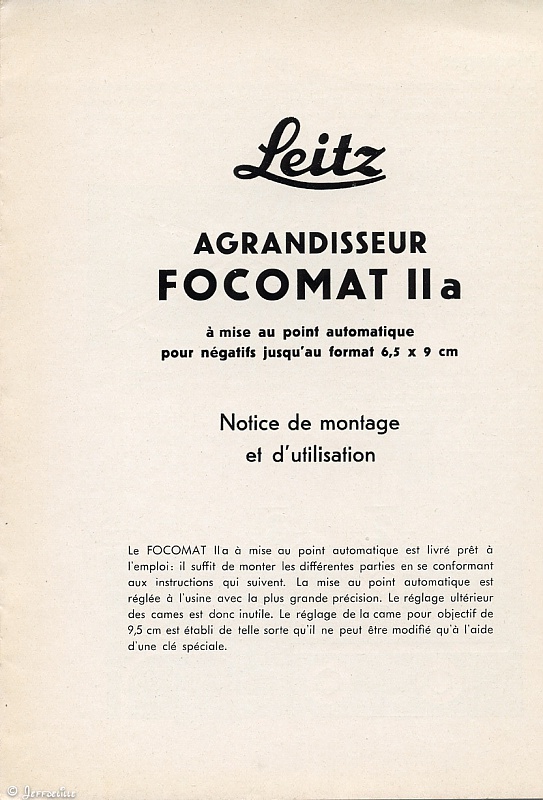 Leitz
AGRANDISSEUR
FOCOMAT II a
à mise au point automatique
pour négatifs jusqu'au format 6,5 x 9 cm
Notice de montage
et d'utilisation
Le FOCOMAT II a à mise au point automatique est livré prêt à
l'emploi: il suffit de monter les différentes parties en se conformant
aux instructions qui suivent. La mise au point automatique est
réglée à l'usine avec la plus grande précision. Le réglage ultérieur
des cames est donc inutile. Le réglage de la came pour objectif de
9,5 cm est établi de telle sorte qu'il ne peut être modifié qu'à l'aide
d'une clé spéciale.